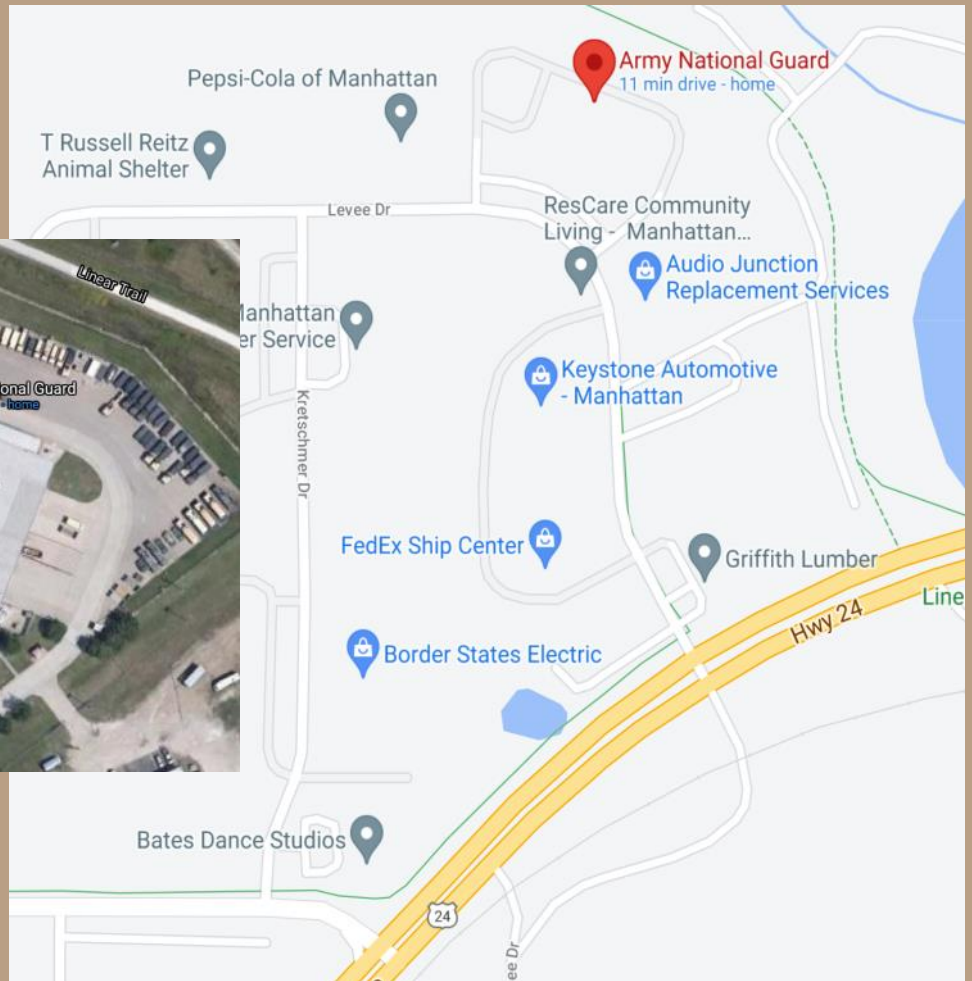 Army National Guard
11 min drive - home
Pepsi-Cola of Manhattan
T Russell Reitz
Animal Shelter
Levee Dr
ResCare Community
Living - Manhattan...
Audio Junction
Replacement Services
Linear Trail
onal Guard
- home
Manhattan
er Service
Keystone Automotive
- Manhattan
Kretschmer Dr
FedEx Ship Center
Griffith Lumber
Line
Hwy 24
Border States Electric
Bates Dance Studios
24
ee Dr